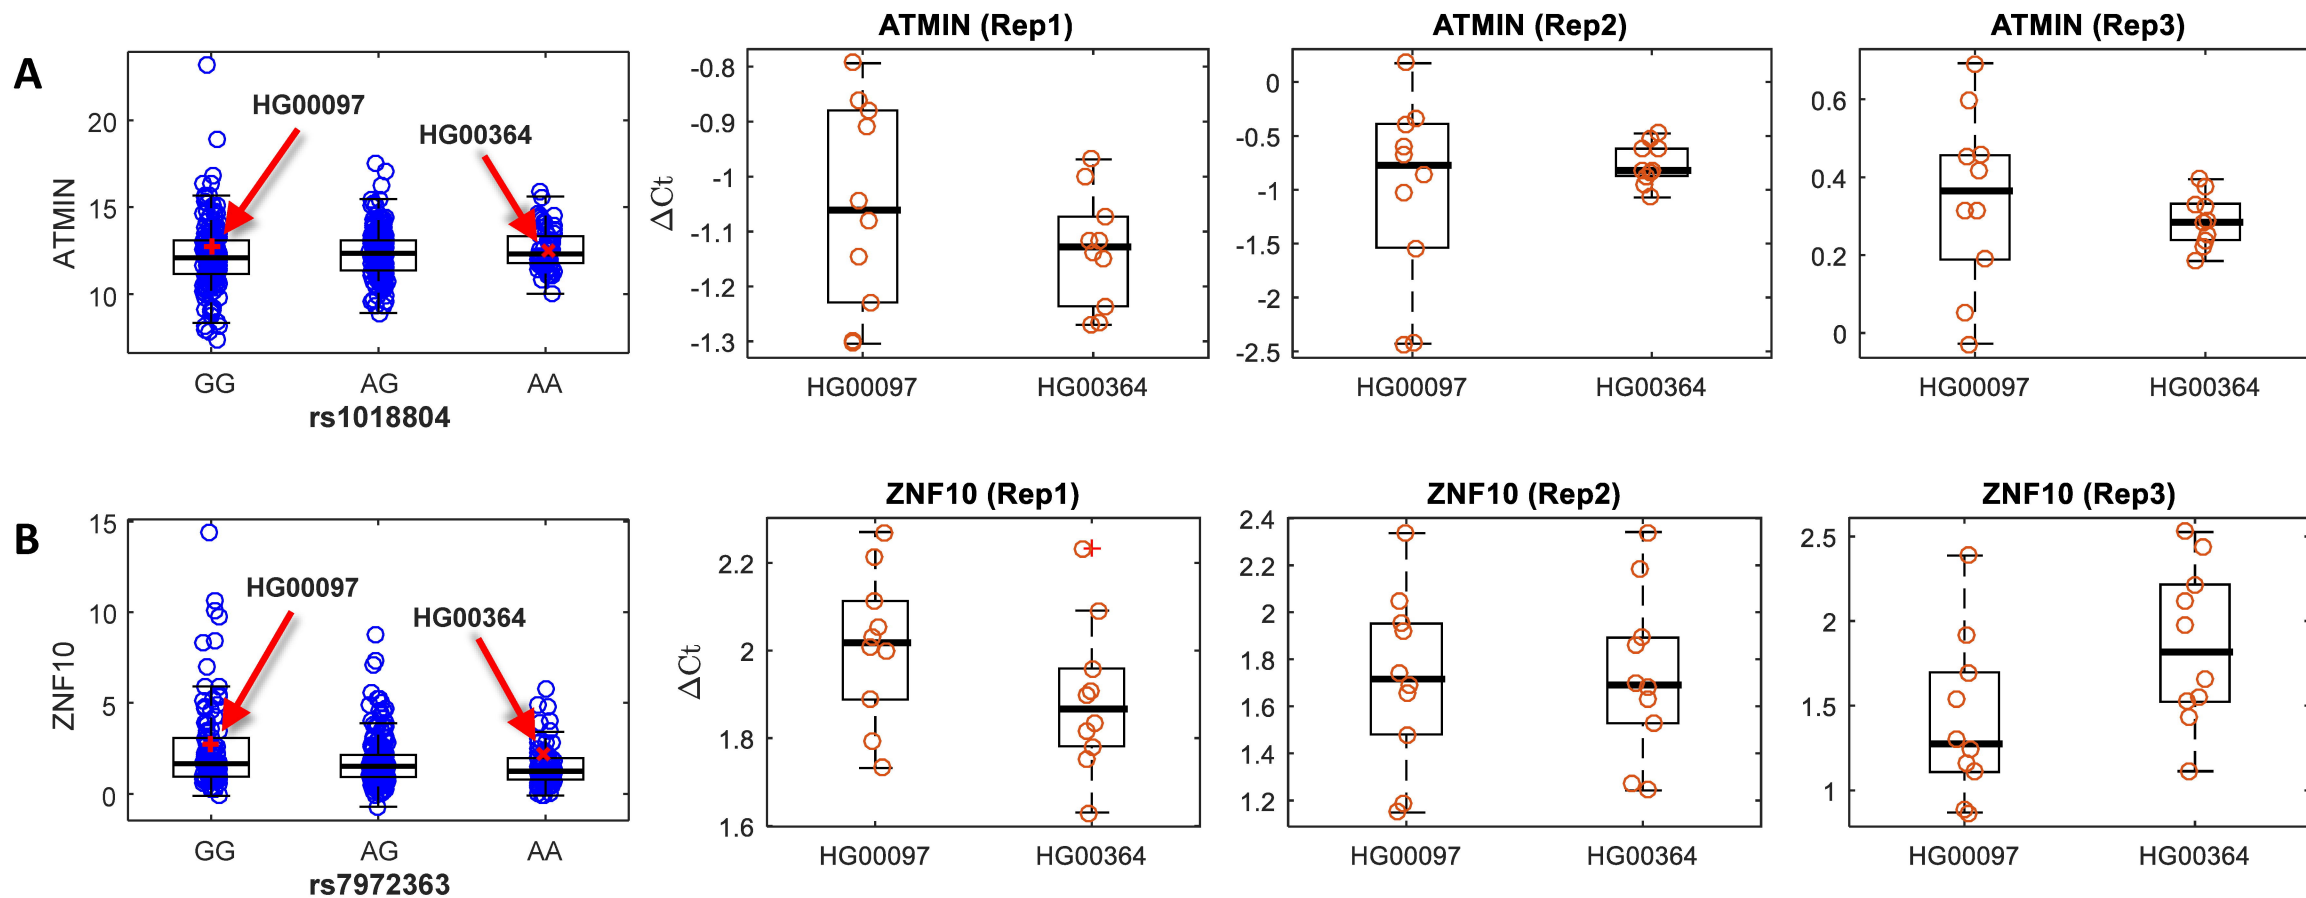 A
ATMIN
20
15
10
HG00097
HG00364
GG AG AA
rs1018804
ATMIN (Rep1)
ΔCt
-0.8
-0.9
-1
-1.1
-1.2
-1.3
HG00097 HG00364
ATMIN (Rep2)
0
-0.5
-1
-1.5
-2
-2.5
HG00097 HG00364
ATMIN (Rep3)
0.6
0.4
0.2
0
HG00097 HG00364
B
ZNF10
15
10
5
0
HG00097
HG00364
GG AG AA
rs7972363
ZNF10 (Rep1)
ΔCt
2.2
2
1.8
1.6
HG00097 HG00364
ZNF10 (Rep2)
2.4
2.2
2
1.8
1.6
1.4
1.2
HG00097 HG00364
ZNF10 (Rep3)
2.5
2
1.5
1
HG00097 HG00364